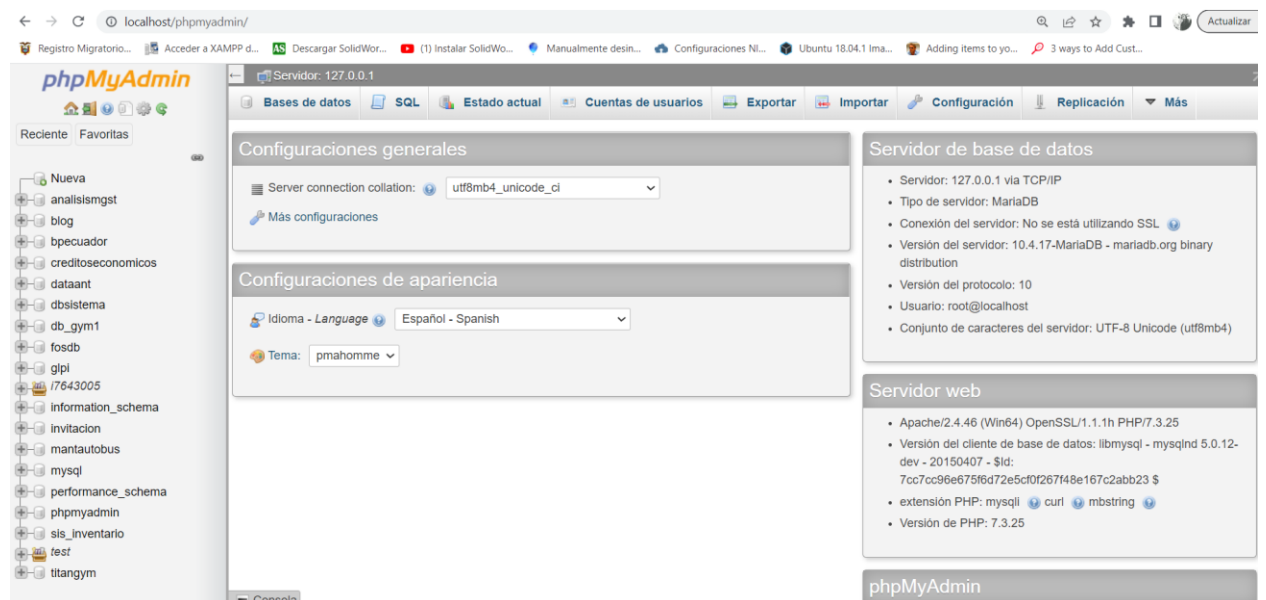 localhost/phpmyadmin/
Actualizar
Registro Migratorio...
Acceder a XAMPP d...
AS Descargar SolidWor...
(1) Instalar SolidWo...
Manualmente desin...
Configuraciones NI...
Ubuntu 18.04.1 Ima...
Adding items to yo...
3 ways to Add Cust...
phpMyAdmin
Reciente Favoritas
Nueva
analisismgst
blog
bpecuador
creditoseconomicos
dataant
dbsistema
db_gym1
fosdb
glpi
i7643005
information_schema
invitacion
mantautobus
mysql
performance_schema
phpmyadmin
sis_inventario
test
titangym
Servidor: 127.0.0.1
Bases de datos SQL Estado actual Cuentas de usuarios Exportar Importar Configuración Replicación Más
Configuraciones generales
Server connection collation: utf8mb4_unicode_ci
Más configuraciones
Configuraciones de apariencia
Idioma - Language Español - Spanish
Tema: pmahomme
Consola
Servidor de base de datos
Servidor: 127.0.0.1 via TCP/IP
Tipo de servidor: MariaDB
Conexión del servidor: No se está utilizando SSL
Versión del servidor: 10.4.17-MariaDB - mariadb.org binary
distribution
Versión del protocolo: 10
Usuario: root@localhost
Conjunto de caracteres del servidor: UTF-8 Unicode (utf8mb4)
Servidor web
Apache/2.4.46 (Win64) OpenSSL/1.1.1h PHP/7.3.25
Versión del cliente de base de datos: libmysql - mysqlnd 5.0.12-
dev - 20150407 - $Id:
7cc7cc96e675f6d72e5cf0f267f48e167c2abb23 $
extensión PHP: mysqli curl mbstring
Versión de PHP: 7.3.25
phpMyAdmin